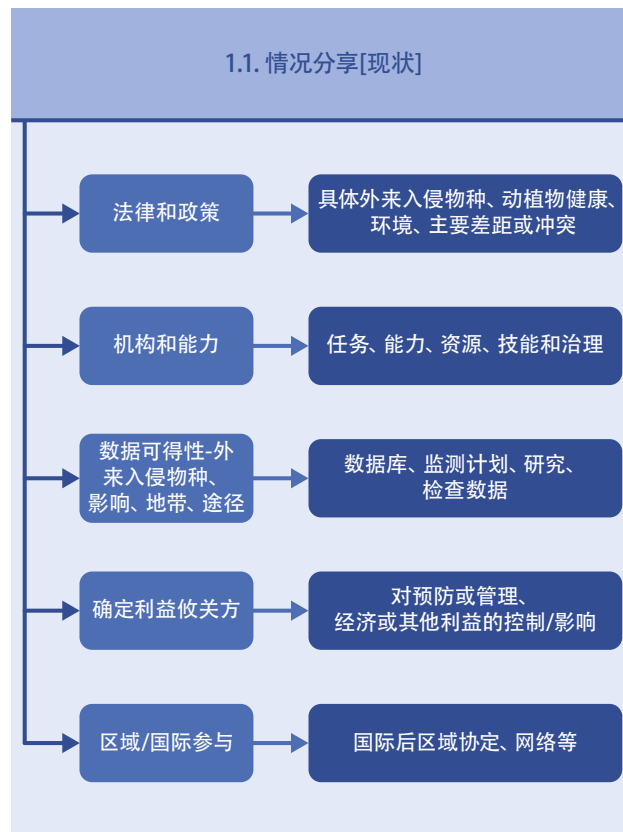 1.1. 情况分享[现状]
法律和政策
具体外来入侵物种、动植物健康、
环境、主要差距或冲突
机构和能力
任务、能力、资源、技能和治理
数据可得性-外
来入侵物种、
影响、地带、途径
数据库、监测计划、研究、
检查数据
确定利益攸关方
对预防或管理、
经济或其他利益的控制/影响
区域/国际参与
国际后区域协定、网络等